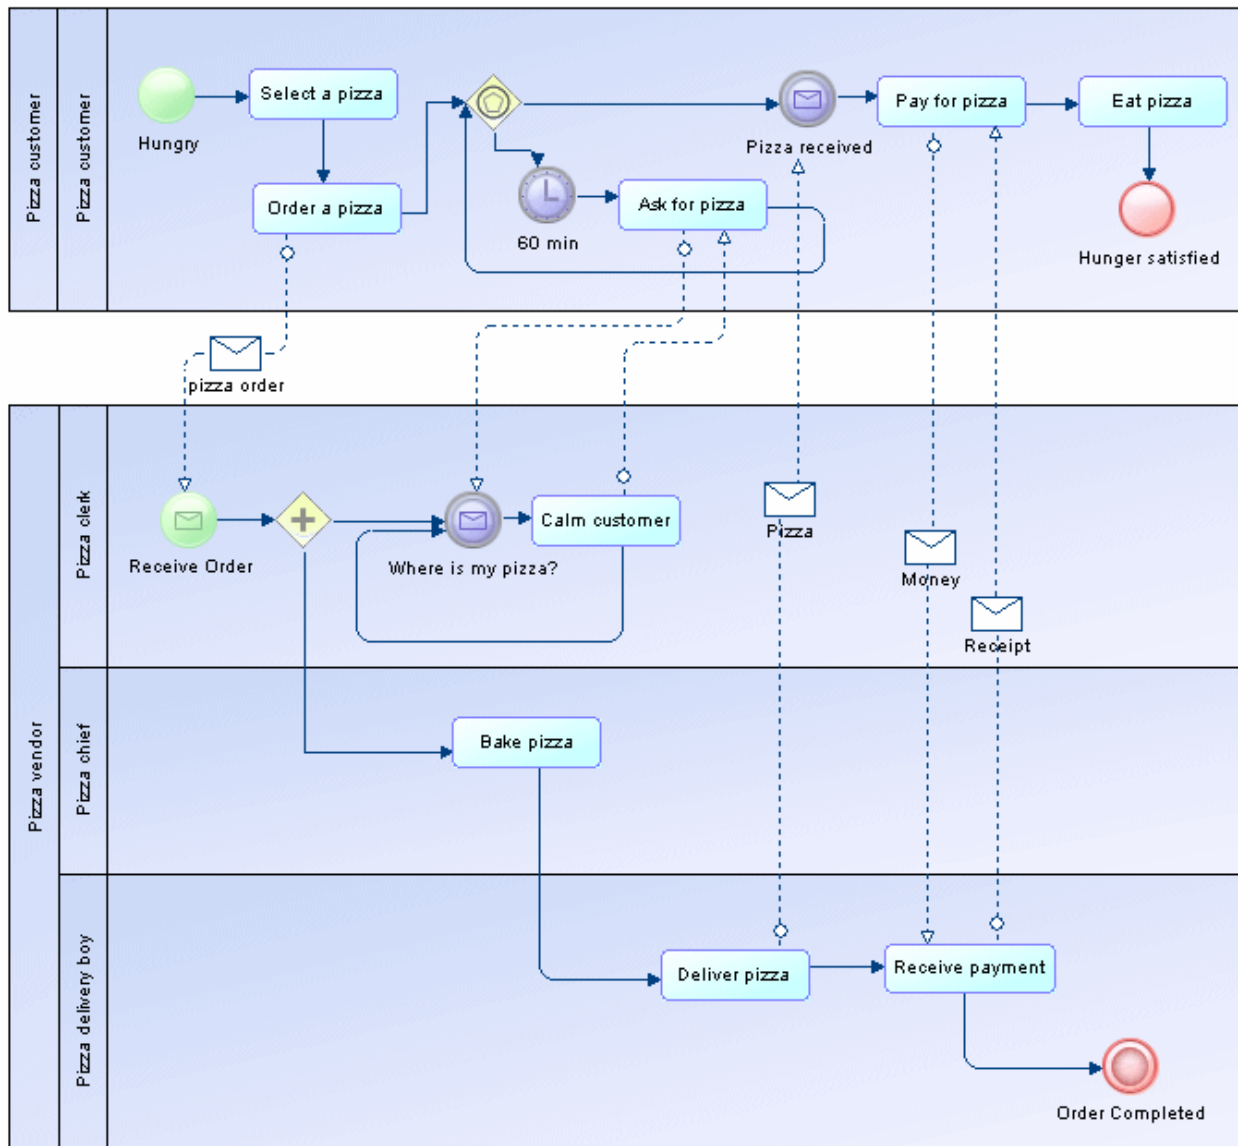 Pizza customer
Pizza customer
Hungry
Select a pizza
Order a pizza
60 min
Ask for pizza
Pizza received
Pay for pizza
Eat pizza
Hunger satisfied
pizza order
Pizza vendor
Pizza clerk
Receive Order
Where is my pizza?
Calm customer
Pizza
Money
Receipt
Pizza chief
Bake pizza
Pizza delivery boy
Deliver pizza
Receive payment
Order Completed